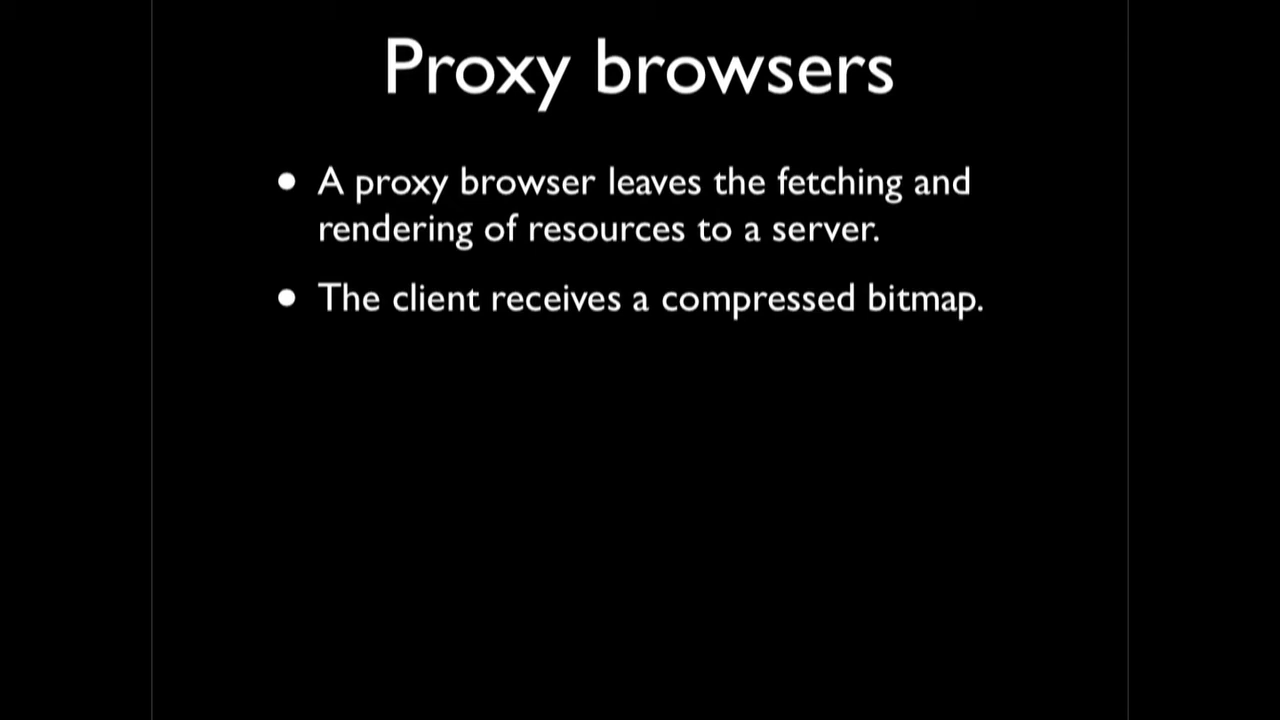 Proxy browsers
• A proxy browser leaves the fetching and
rendering of resources to a server.
• The client receives a compressed bitmap.